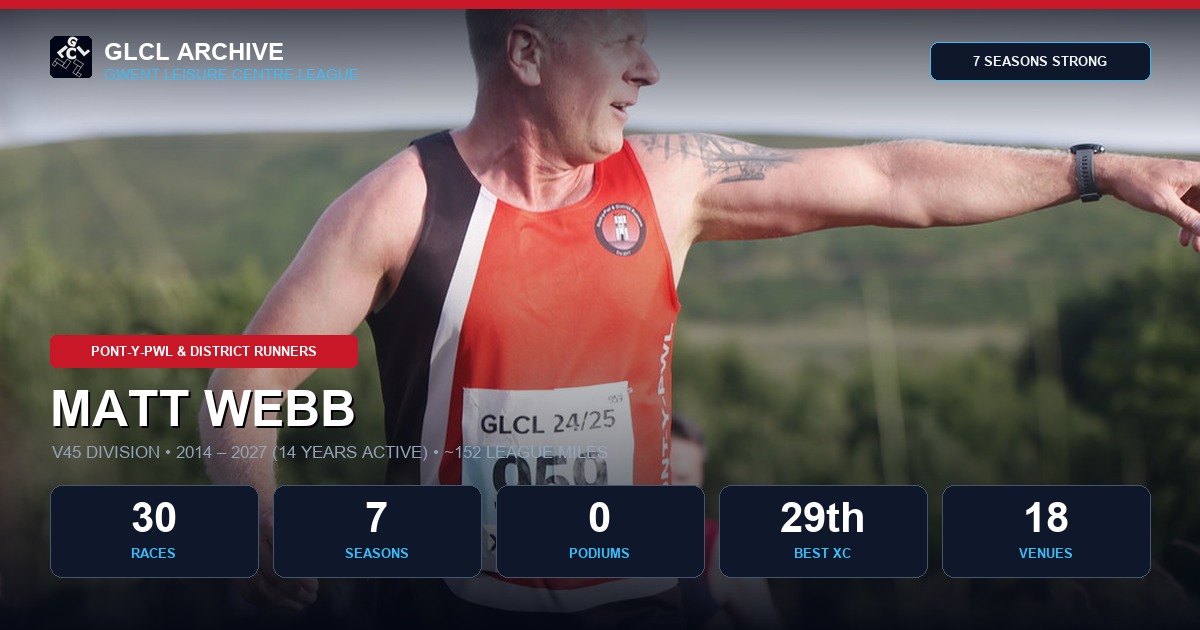 GLCL ARCHIVE
GWENT LEISURE CENTRE LEAGUE
7 SEASONS STRONG
PONT-Y-PWL & DISTRICT RUNNERS
MATT WEBB
V45 DIVISION • 2014 – 2027 (14 YEARS ACTIVE) • ~152 LEAGUE MILES
GLCL 24/25
959
959
30
RACES
7
SEASONS
0
PODIUMS
29th
BEST XC
18
VENUES